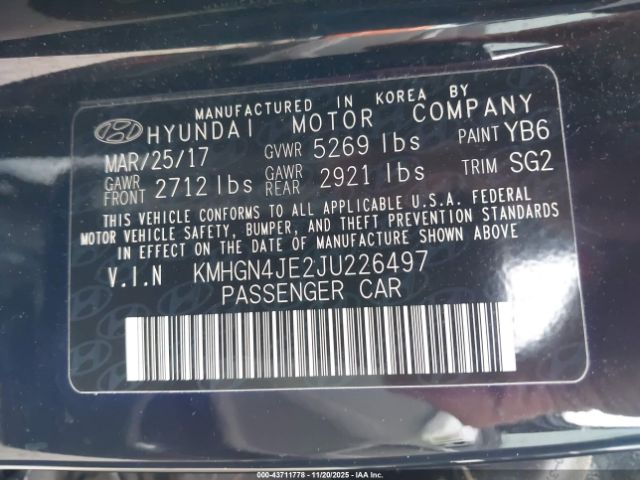 MANUFACTURED IN KOREA BY
HYUNDAI MOTOR COMPANY
MAR/25/17 GVWR 5269 lbs PAINT YB6
GAWR FRONT 2712 lbs GAWR REAR 2921 lbs TRIM SG2
THIS VEHICLE CONFORMS TO ALL APPLICABLE U.S.A. FEDERAL
MOTOR VEHICLE SAFETY, BUMPER, AND THEFT PREVENTION STANDARDS
IN EFFECT ON THE DATE OF MANUFACTURE SHOWN ABOVE.
V.I.N KMHGN4JE2JU226497
PASSENGER CAR
© - 43711778 - 11/20/2025 - IAA Inc.